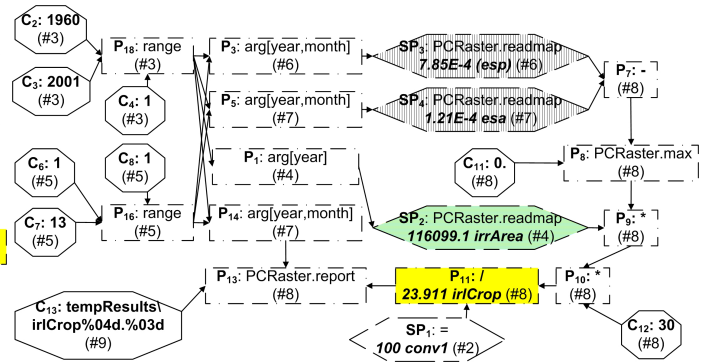 C2: 1960
(#3)
P18: range
(#3)
P3: arg[year,month]
(#6)
SP3: PCRaster.readmap
7.85E-4 (esp) (#6)
P7: -
(#8)
C3: 2001
(#3)
C4: 1
(#3)
P5: arg[year,month]
(#7)
SP4: PCRaster.readmap
1.21E-4 esa (#7)
C6: 1
(#5)
C8: 1
(#5)
P1: arg[year]
(#4)
C11: 0.
(#8)
P8: PCRaster.max
(#8)
C7: 13
(#5)
P16: range
(#5)
P14: arg[year,month]
(#7)
SP2: PCRaster.readmap
116099.1 irrArea (#4)
P9: *
(#8)
P13: PCRaster.report
(#8)
P11: /
23.911 irlCrop (#8)
P10: *
(#8)
C13: tempResults\
irlCrop%04d.%03d
(#9)
SP1: =
100 conv1 (#2)
C12: 30
(#8)